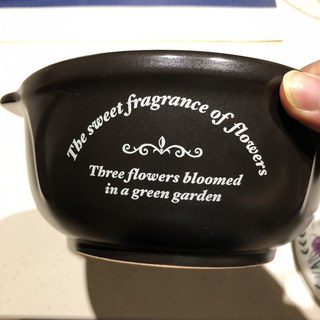 The sweet fragrance of flowers
Three flowers bloomed
in a green garden